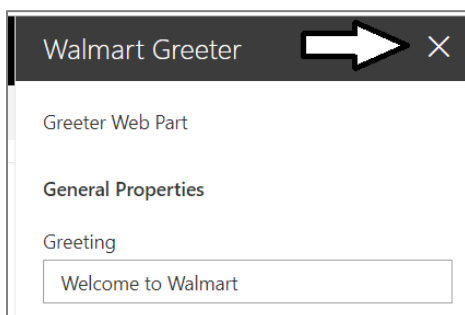 Walmart Greeter
Greeter Web Part
General Properties
Greeting
Welcome to Walmart